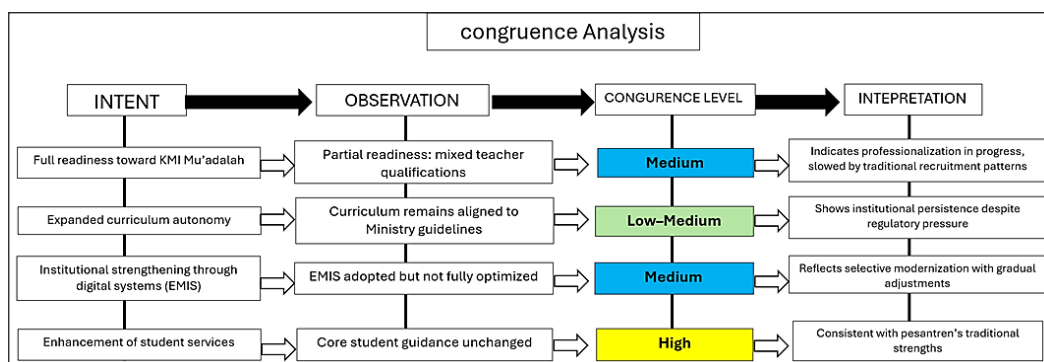 congruence Analysis
INTENT
OBSERVATION
CONGURENCE LEVEL
INTEPRETATION
Full readiness toward KMI Mu’adalah
Partial readiness: mixed teacher
qualifications
Medium
Indicates professionalization in progress,
slowed by traditional recruitment patterns
Expanded curriculum autonomy
Curriculum remains aligned to
Ministry guidelines
Low–Medium
Shows institutional persistence despite
regulatory pressure
Institutional strengthening through
digital systems (EMIS)
EMIS adopted but not fully optimized
Medium
Reflects selective modernization with gradual
adjustments
Enhancement of student services
Core student guidance unchanged
High
Consistent with pesantren’s traditional
strengths